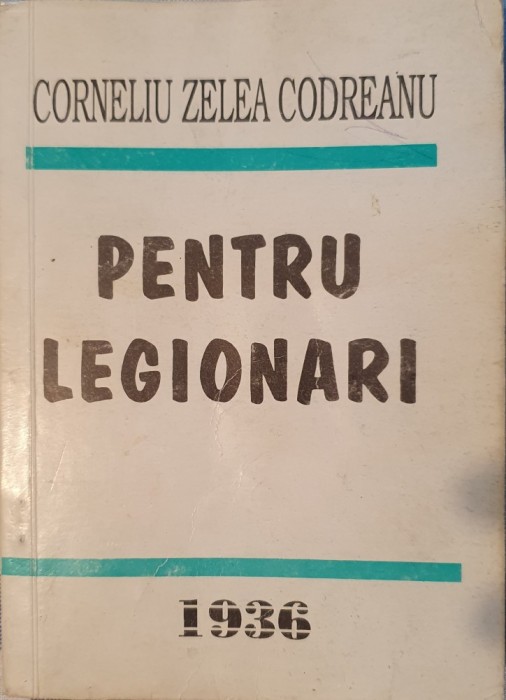 CORNELIU ZELEA CODREANU
PENTRU
LEGIONARI
1936